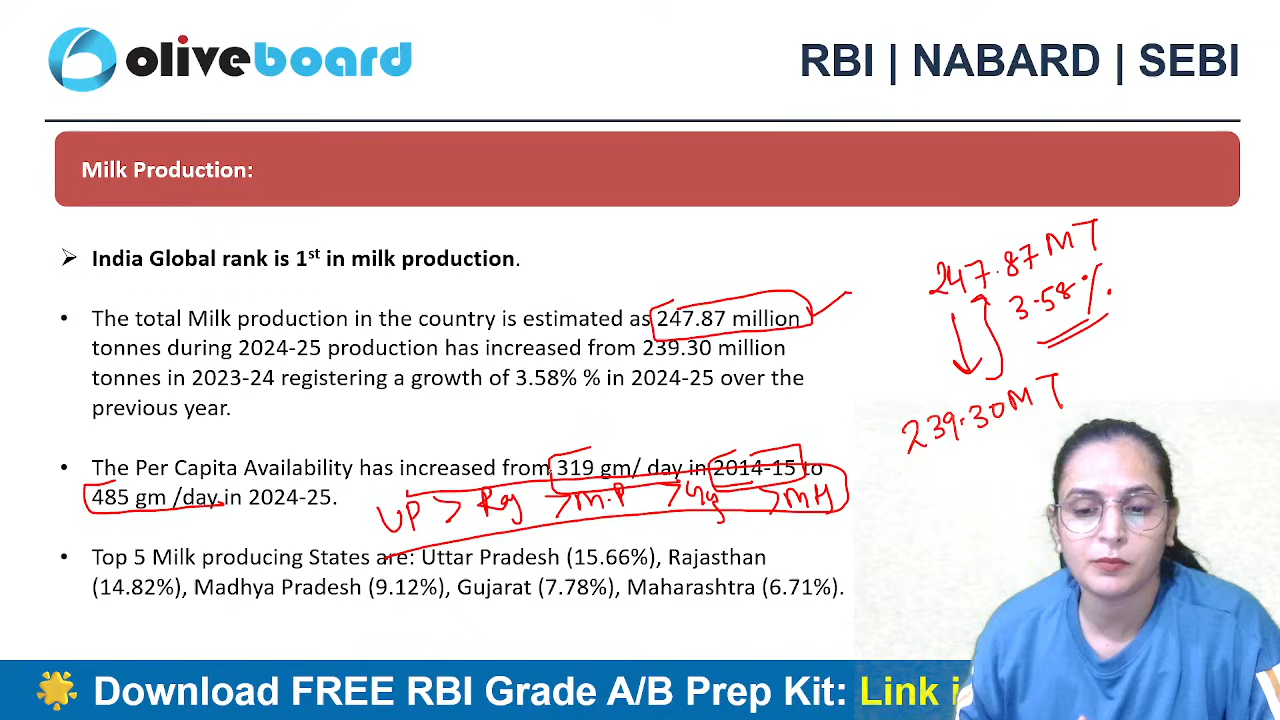 oliveboard
RBI | NABARD | SEBI
Milk Production:
➢ India Global rank is 1st in milk production.
• The total Milk production in the country is estimated as 247.87 million
tonnes during 2024-25 production has increased from 239.30 million
tonnes in 2023-24 registering a growth of 3.58% % in 2024-25 over the
previous year.
• The Per Capita Availability has increased from 319 gm/ day in 2014-15 to
485 gm /day in 2024-25.
UP > Raj > M.P > Guj > MH
• Top 5 Milk producing States are: Uttar Pradesh (15.66%), Rajasthan
(14.82%), Madhya Pradesh (9.12%), Gujarat (7.78%), Maharashtra (6.71%).
247.87 MT
3.58%
239.30 MT
Download FREE RBI Grade A/B Prep Kit: Link i